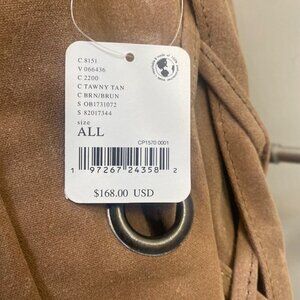 C 8151
V 066436
C 2200
C TAWNY TAN
C BRN/BRUN
S OB1731072
S 82017344
size
ALL
CP1570 0001
1 97267 24358 2
$168.00 USD